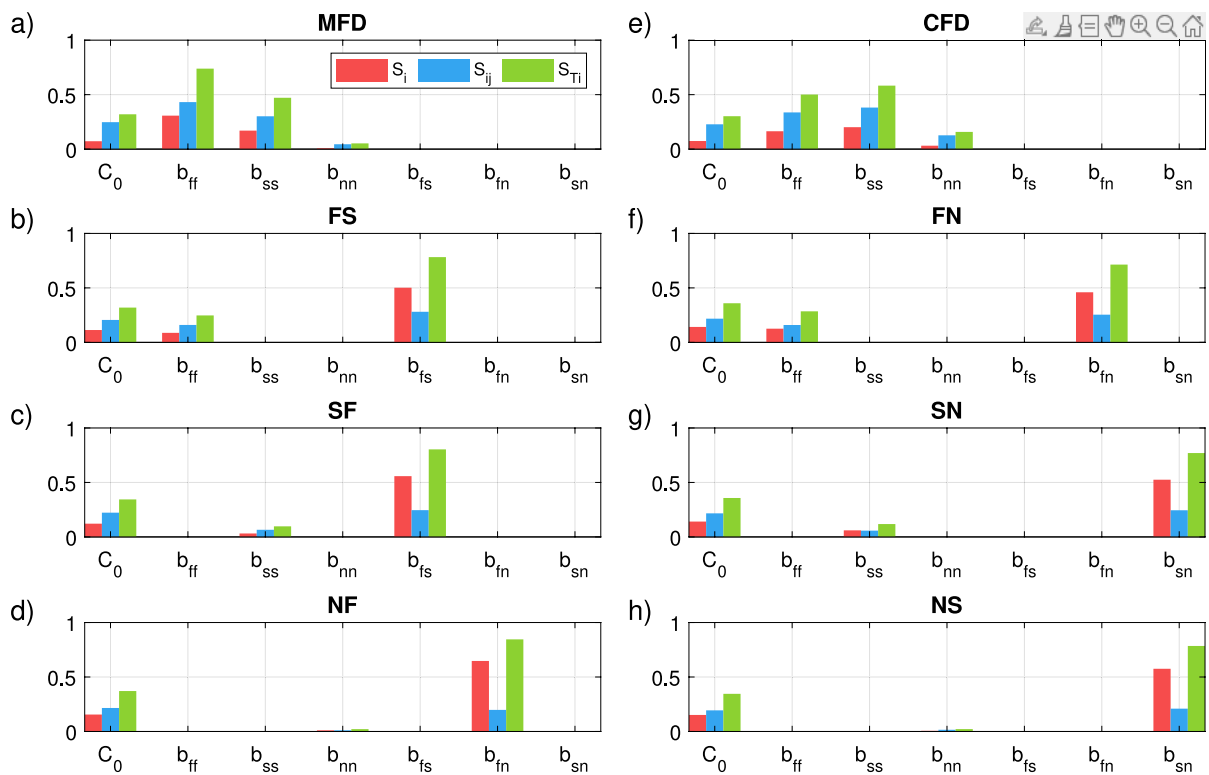 a) MFD
1
0.5
0
S_i S_ij S_Ti
C_0 b_ff b_ss b_nn b_fs b_fn b_sn
e) CFD
1
0.5
0
C_0 b_ff b_ss b_nn b_fs b_fn b_sn
b) FS
1
0.5
0
C_0 b_ff b_ss b_nn b_fs b_fn b_sn
f) FN
1
0.5
0
C_0 b_ff b_ss b_nn b_fs b_fn b_sn
c) SF
1
0.5
0
C_0 b_ff b_ss b_nn b_fs b_fn b_sn
g) SN
1
0.5
0
C_0 b_ff b_ss b_nn b_fs b_fn b_sn
d) NF
1
0.5
0
C_0 b_ff b_ss b_nn b_fs b_fn b_sn
h) NS
1
0.5
0
C_0 b_ff b_ss b_nn b_fs b_fn b_sn